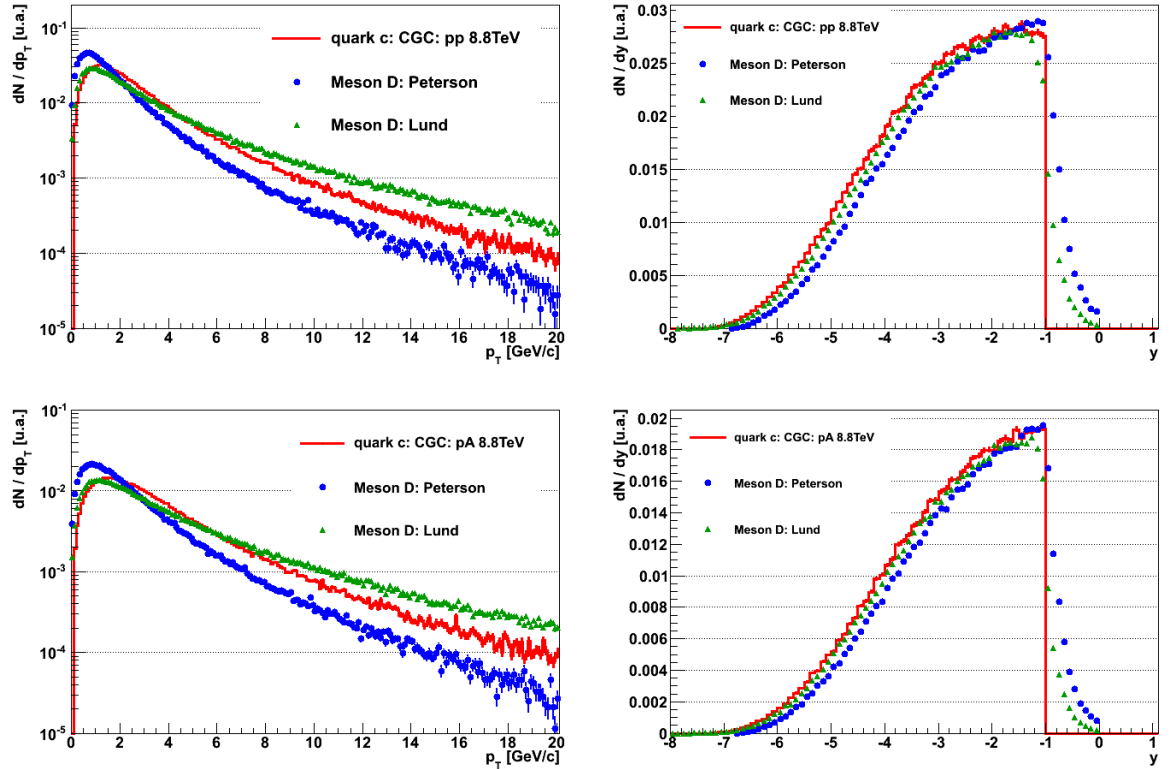 dN / dp_T [u.a.]
10^-1
10^-2
10^-3
10^-4
10^-5
quark c: CGC: pp 8.8TeV
Meson D: Peterson
Meson D: Lund
0 2 4 6 8 10 12 14 16 18 20
p_T [GeV/c]
dN / dy [u.a.]
0.03
0.025
0.02
0.015
0.01
0.005
0
quark c: CGC: pp 8.8TeV
Meson D: Peterson
Meson D: Lund
-8 -7 -6 -5 -4 -3 -2 -1 0 1
y
dN / dp_T [u.a.]
10^-1
10^-2
10^-3
10^-4
10^-5
quark c: CGC: pA 8.8TeV
Meson D: Peterson
Meson D: Lund
0 2 4 6 8 10 12 14 16 18 20
p_T [GeV/c]
dN / dy [u.a.]
0.02
0.018
0.016
0.014
0.012
0.01
0.008
0.006
0.004
0.002
0
quark c: CGC: pA 8.8TeV
Meson D: Peterson
Meson D: Lund
-8 -7 -6 -5 -4 -3 -2 -1 0 1
y